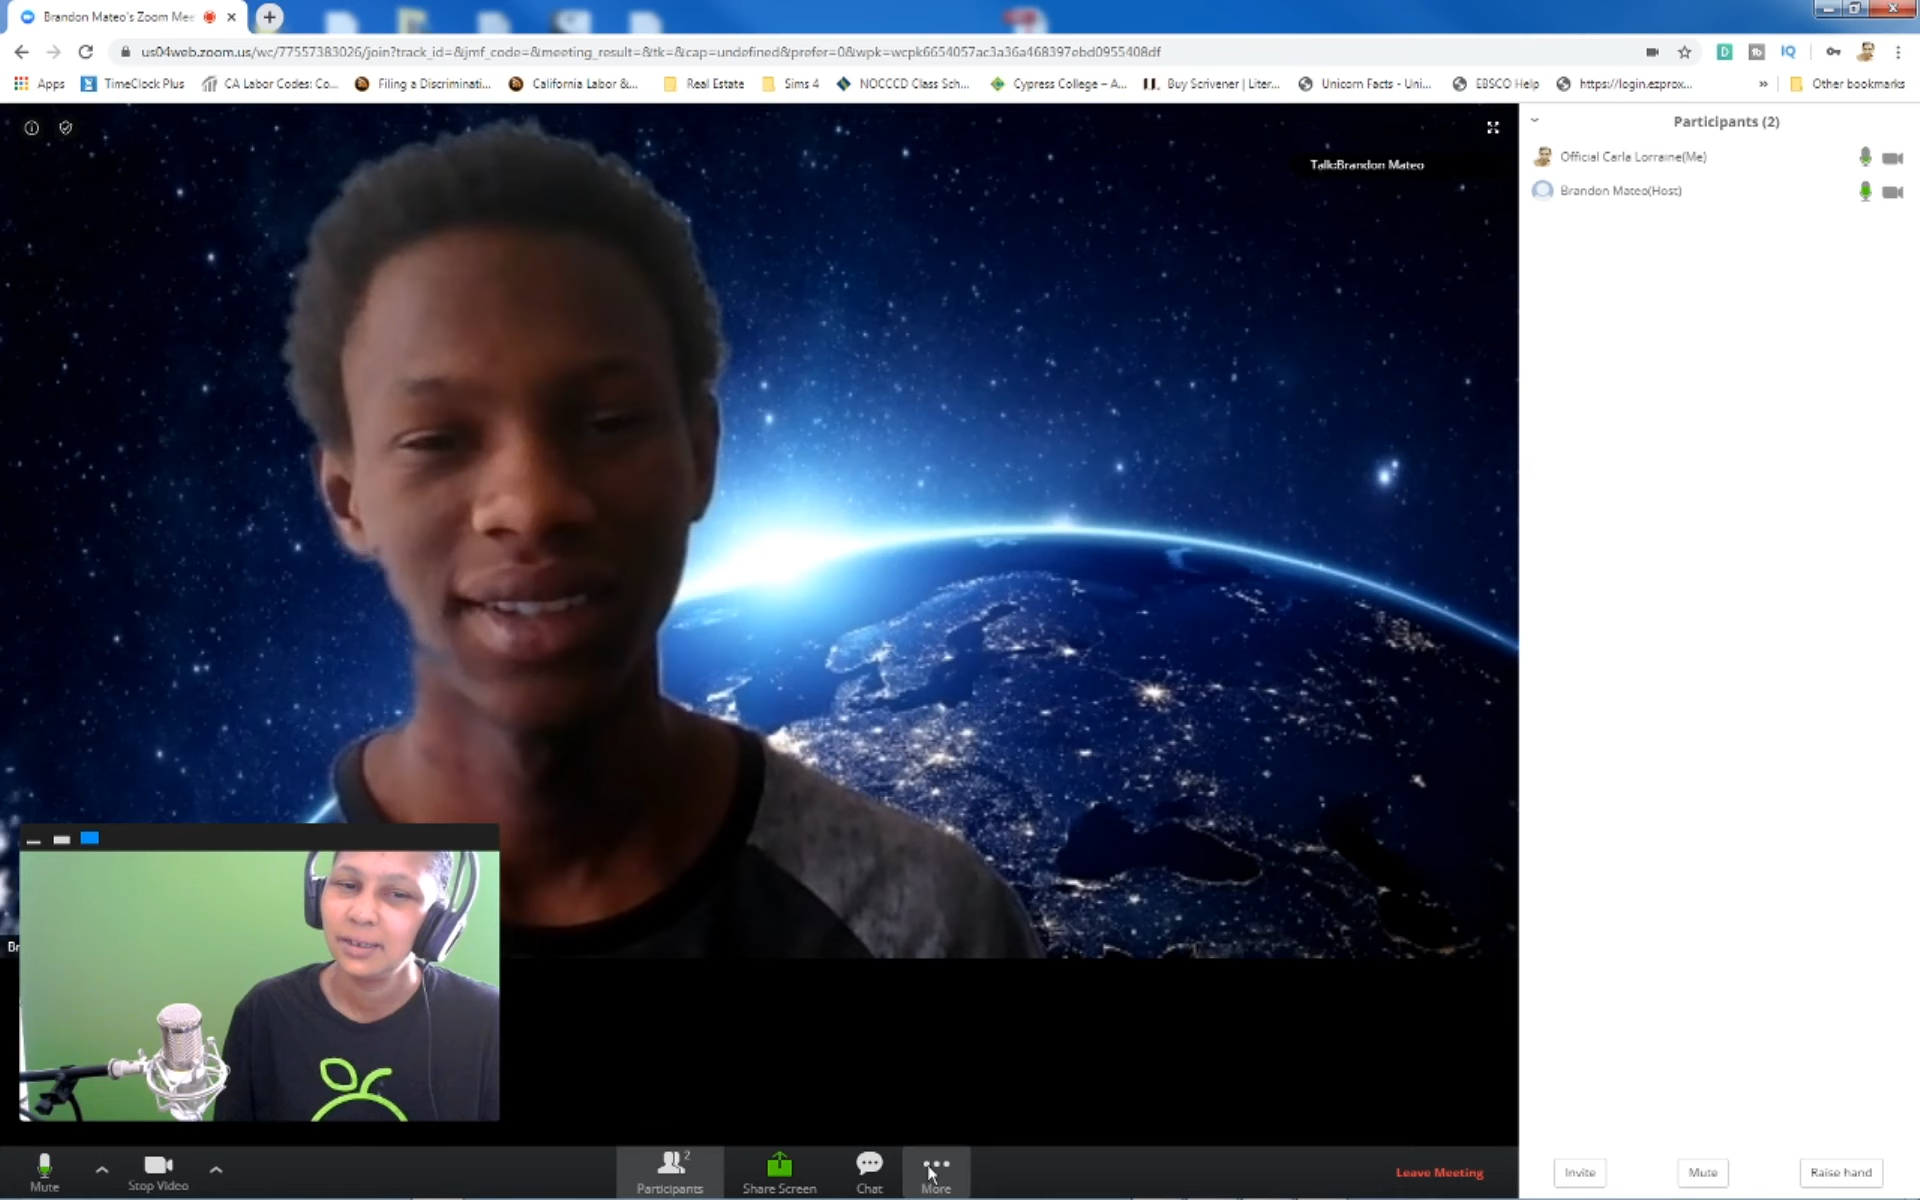 Brandon Mateo's Zoom Mee
us04web.zoom.us/wc/77557383026/join?track_id=&jmf_code=&meeting_result=&tk=&cap=undefined&prefer=0&wpk=wcpk6654057ac3a36a468397ebd0955408df
D tb IQ
Apps TimeClock Plus CA Labor Codes: Co... Filing a Discriminati... California Labor &... Real Estate Sims 4 NOCCCD Class Sch... Cypress College – A... Buy Scrivener | Liter... Unicorn Facts - Uni... EBSCO Help https://login.ezprox... » Other bookmarks
Participants (2)
Talk:Brandon Mateo
Official Carla Lorraine(Me)
Brandon Mateo(Host)
Br
Mute
Stop Video
2
Participants
Share Screen
Chat
More
Leave Meeting
Invite
Mute
Raise hand